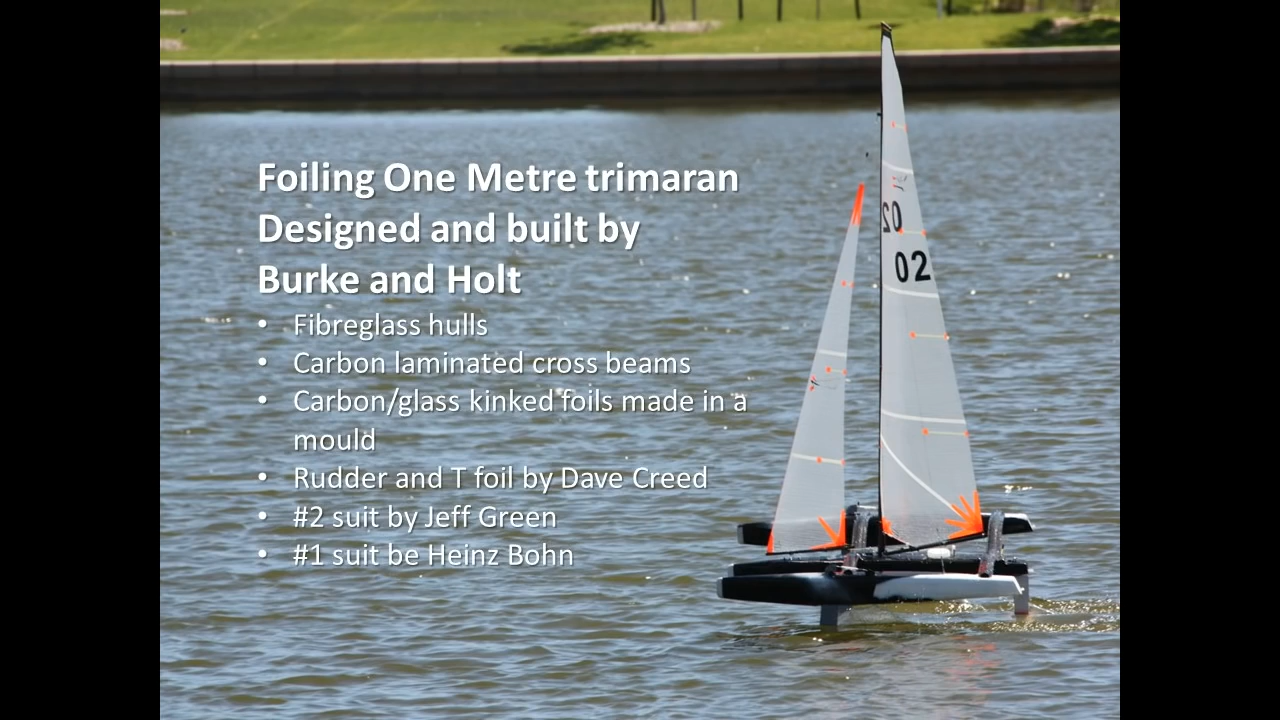 Foiling One Metre trimaran
Designed and built by
Burke and Holt
• Fibreglass hulls
• Carbon laminated cross beams
• Carbon/glass kinked foils made in a
mould
• Rudder and T foil by Dave Creed
• #2 suit by Jeff Green
• #1 suit be Heinz Bohn
02
02